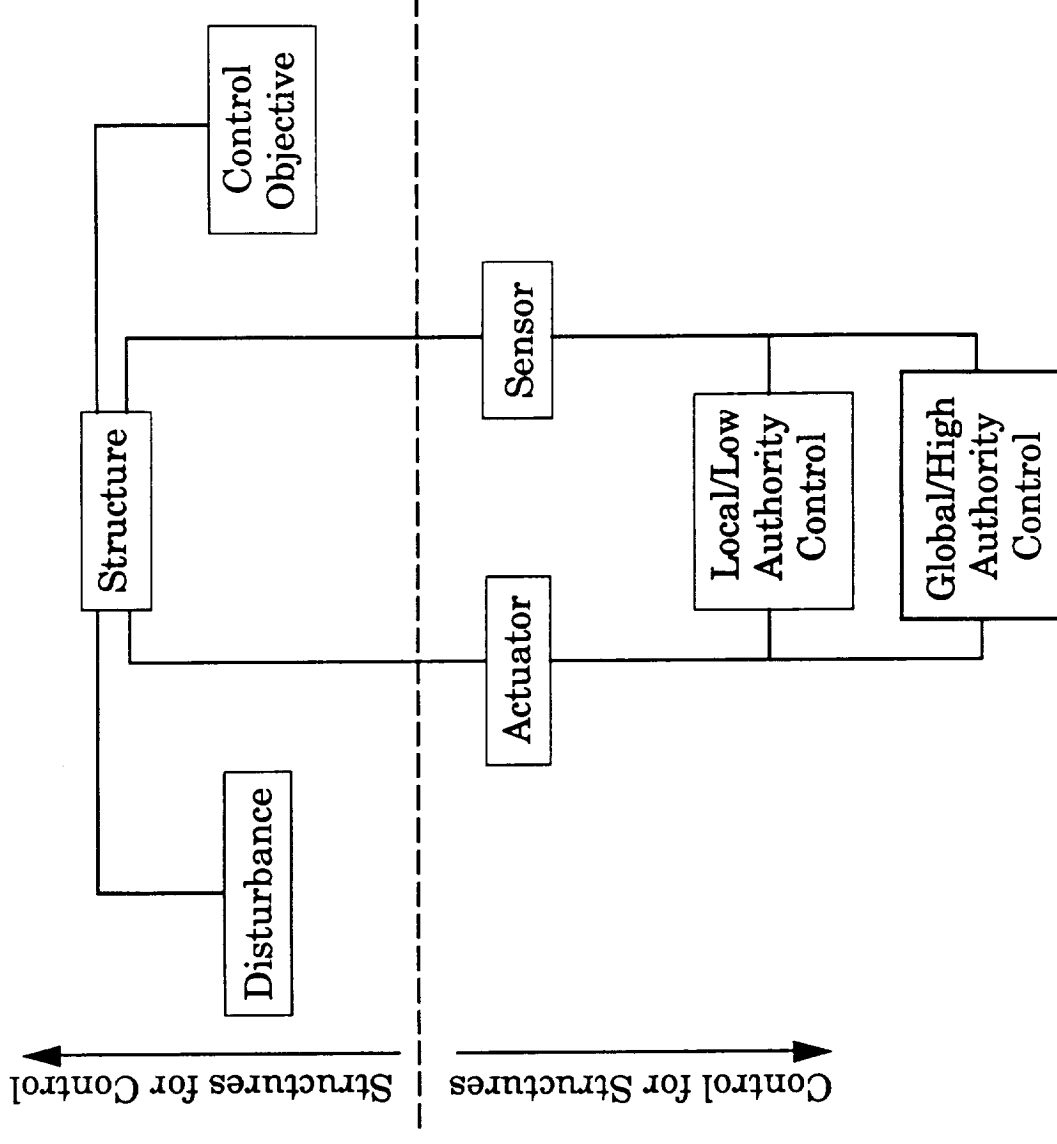 Structure
Control
Objective
Disturbance
Actuator
Sensor
Local/Low
Authority
Control
Global/High
Authority
Control
Structures for Control
Control for Structures